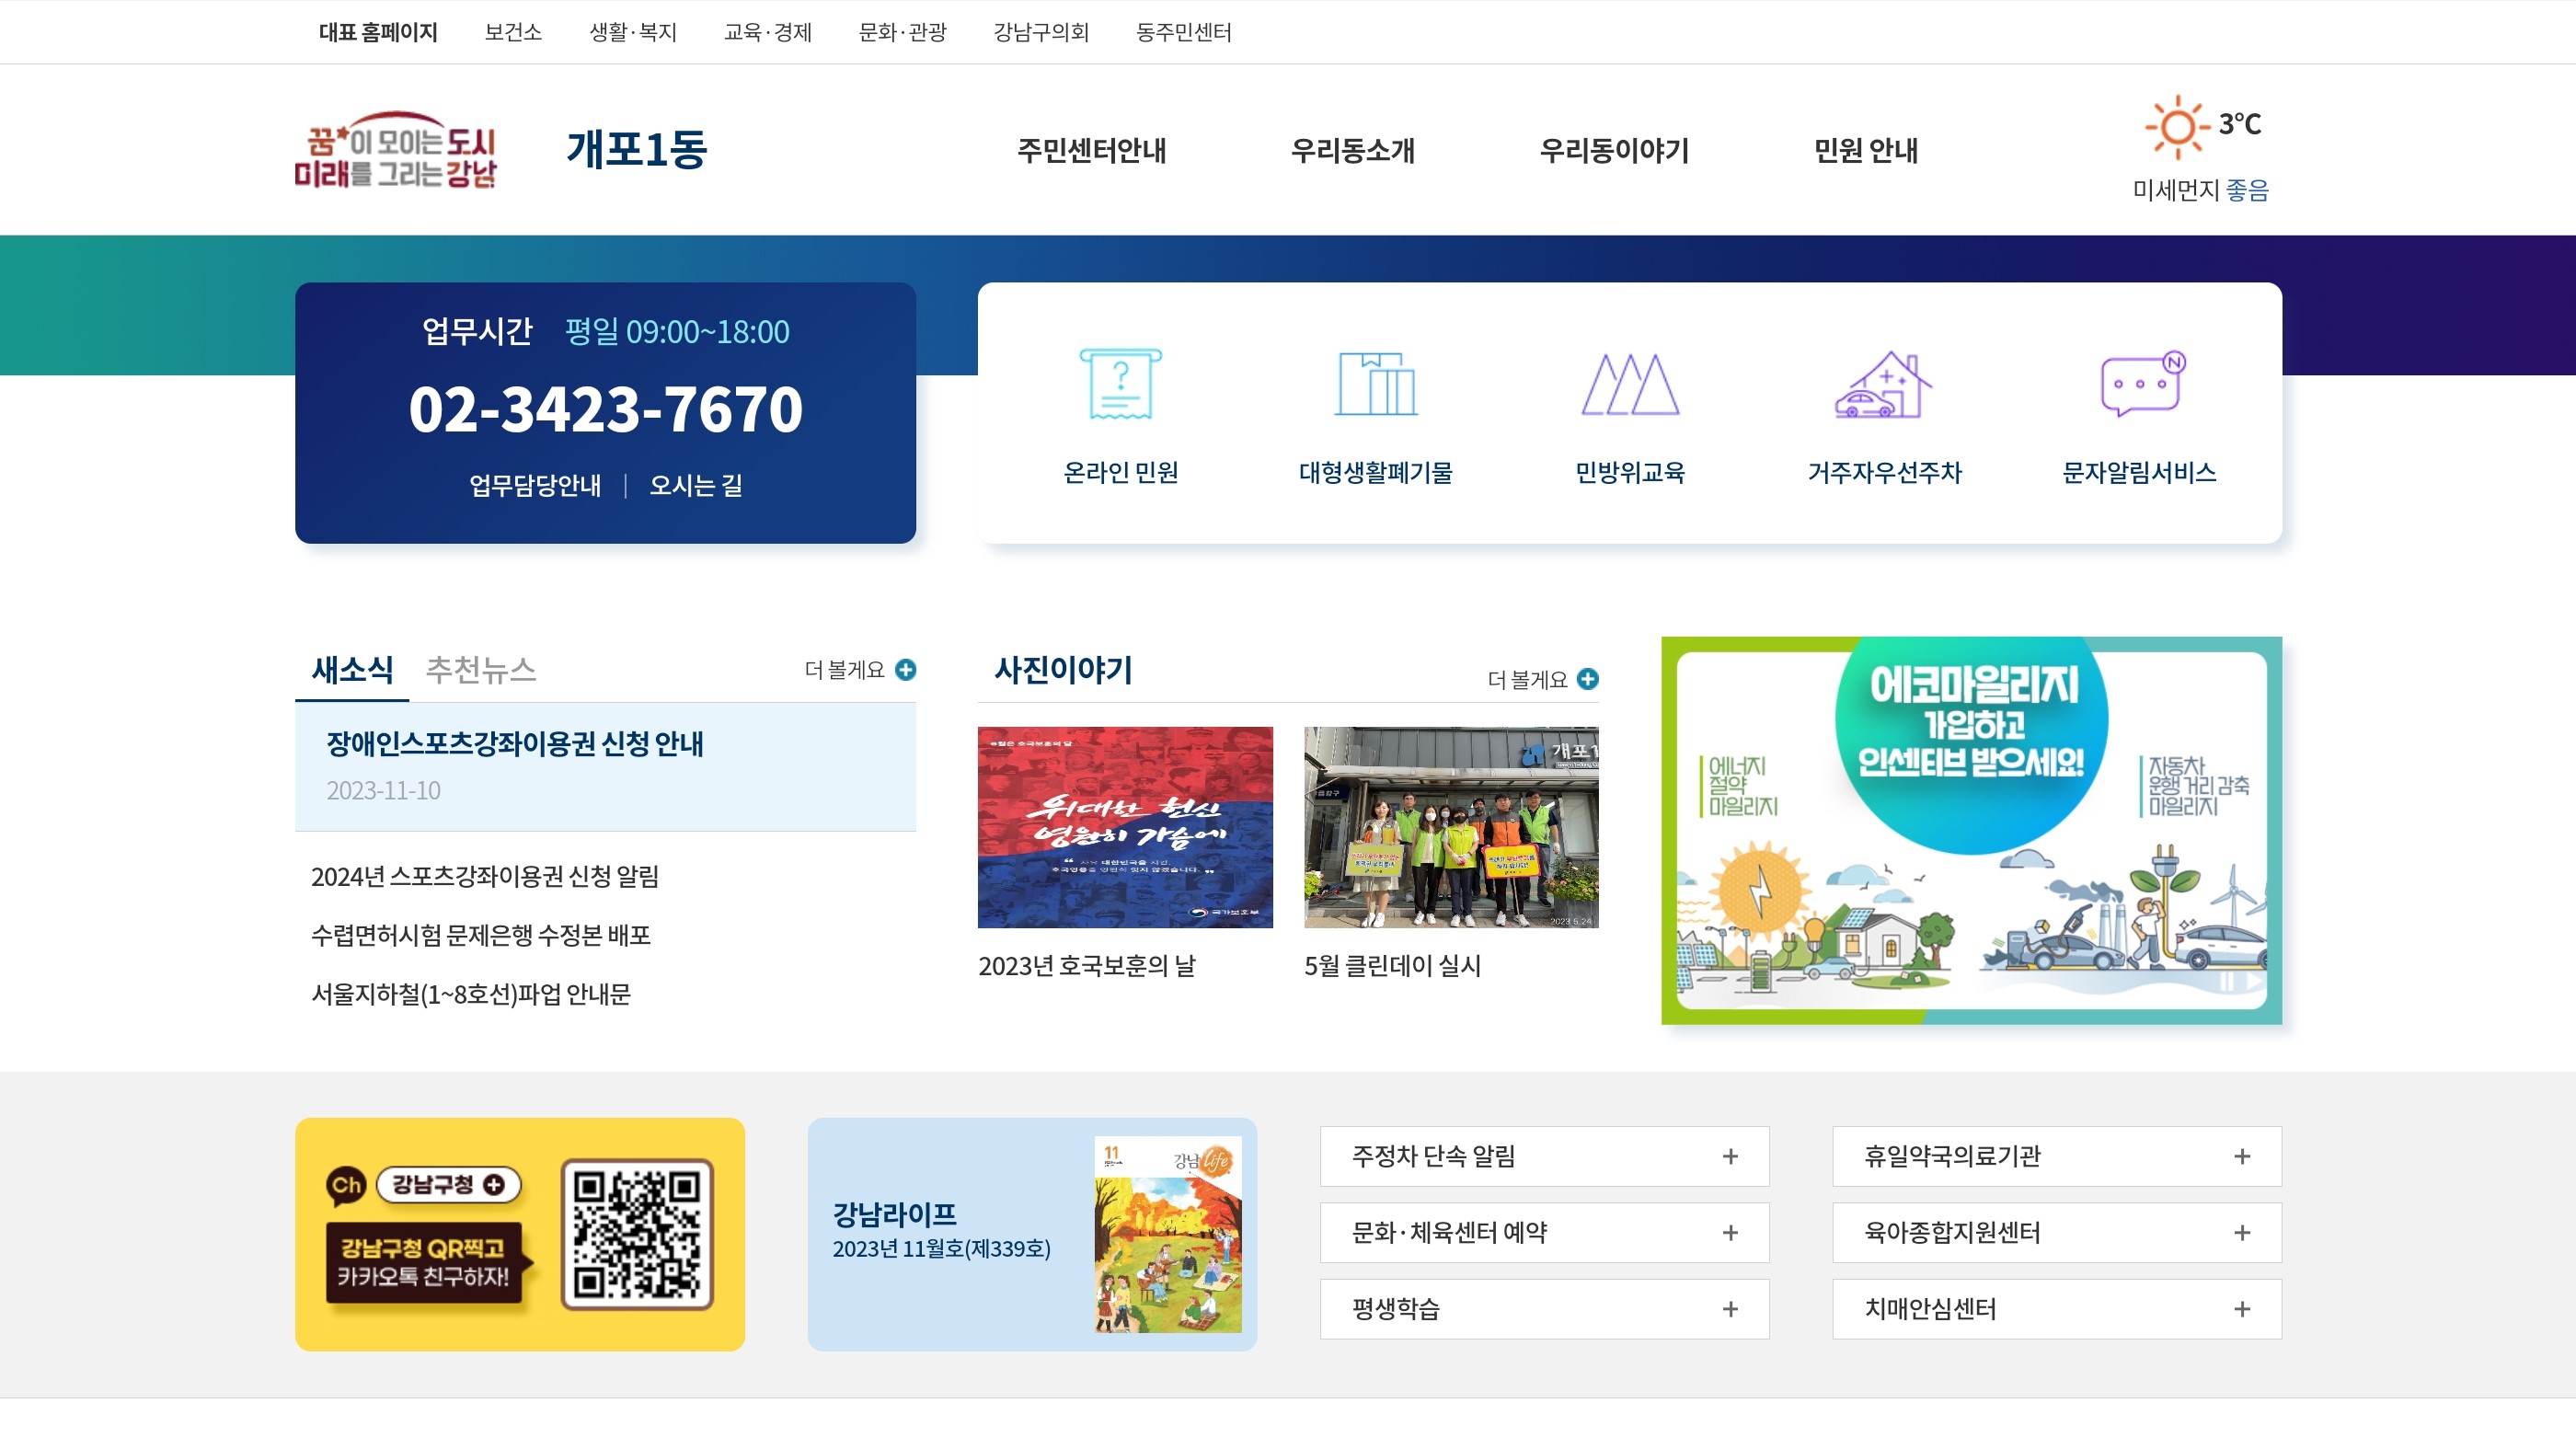 대표 홈페이지 보건소 생활·복지 교육·경제 문화·관광 강남구의회 동주민센터
꿈이 모이는 도시
미래를 그리는 강남
개포1동
주민센터안내 우리동소개 우리동이야기 민원 안내
3℃
미세먼지 좋음
업무시간 평일 09:00~18:00
02-3423-7670
업무담당안내 | 오시는 길
온라인 민원 대형생활폐기물 민방위교육 거주자우선주차 문자알림서비스
N
새소식 추천뉴스 더 볼게요
장애인스포츠강좌이용권 신청 안내
2023-11-10
2024년 스포츠강좌이용권 신청 알림
수렵면허시험 문제은행 수정본 배포
서울지하철(1~8호선)파업 안내문
사진이야기 더 볼게요
위대한 헌신
영원히 가슴에
국가보훈부
2023년 호국보훈의 날
개포1
2023.5.24
5월 클린데이 실시
에코마일리지
가입하고
인센티브 받으세요!
에너지
절약
마일리지
자동차
운행 거리 감축
마일리지
Ch 강남구청
강남구청 QR찍고
카카오톡 친구하자!
강남라이프
2023년 11월호(제339호)
11
강남 life
주정차 단속 알림
문화·체육센터 예약
평생학습
휴일약국의료기관
육아종합지원센터
치매안심센터